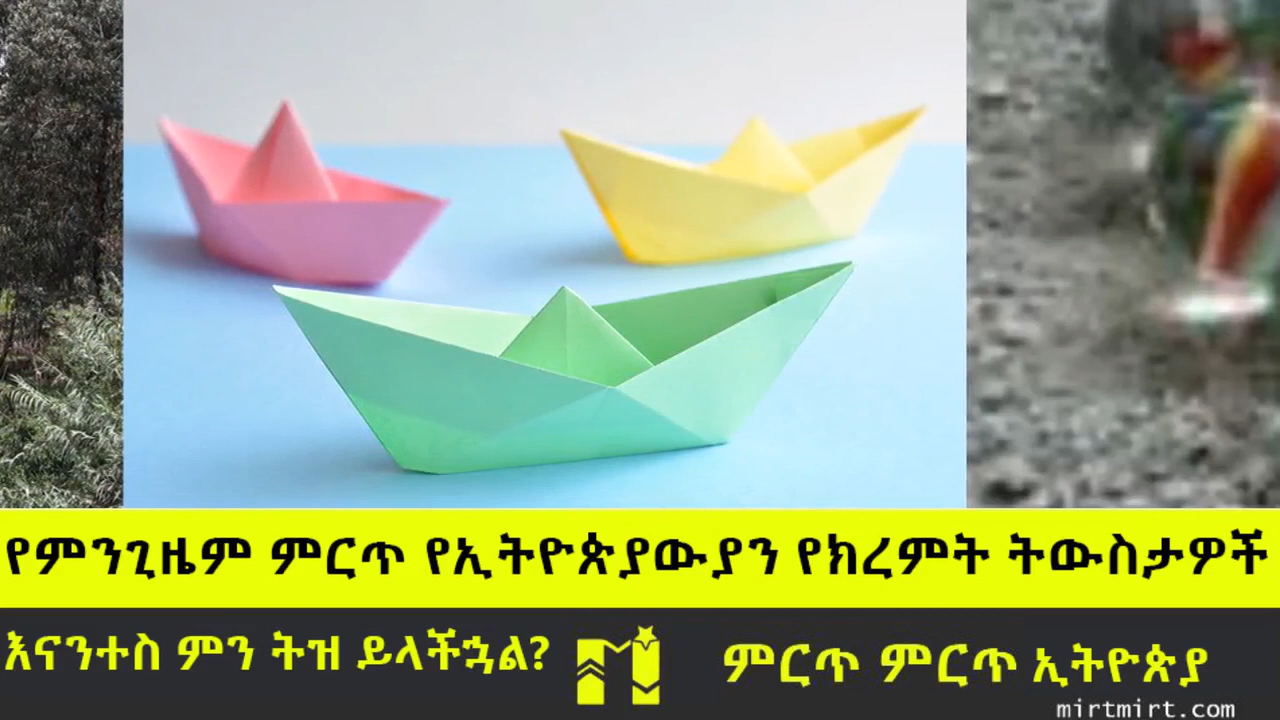 የምንጊዜም ምርጥ የኢትዮጵያውያን የክረምት ትውስታዎች
እናንተስ ምን ትዝ ይላችኋል?
ምርጥ ምርጥ ኢትዮጵያ
mirtmirt.com